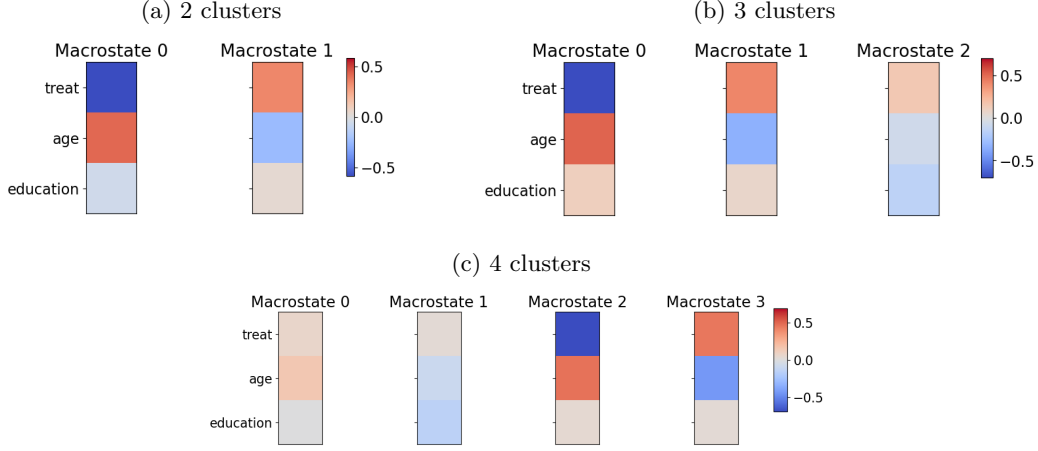 (a) 2 clusters
Macrostate 0 Macrostate 1
treat
age
education
0.5
0.0
−0.5
(b) 3 clusters
Macrostate 0 Macrostate 1 Macrostate 2
treat
age
education
0.5
0.0
−0.5
(c) 4 clusters
Macrostate 0 Macrostate 1 Macrostate 2 Macrostate 3
treat
age
education
0.5
0.0
−0.5